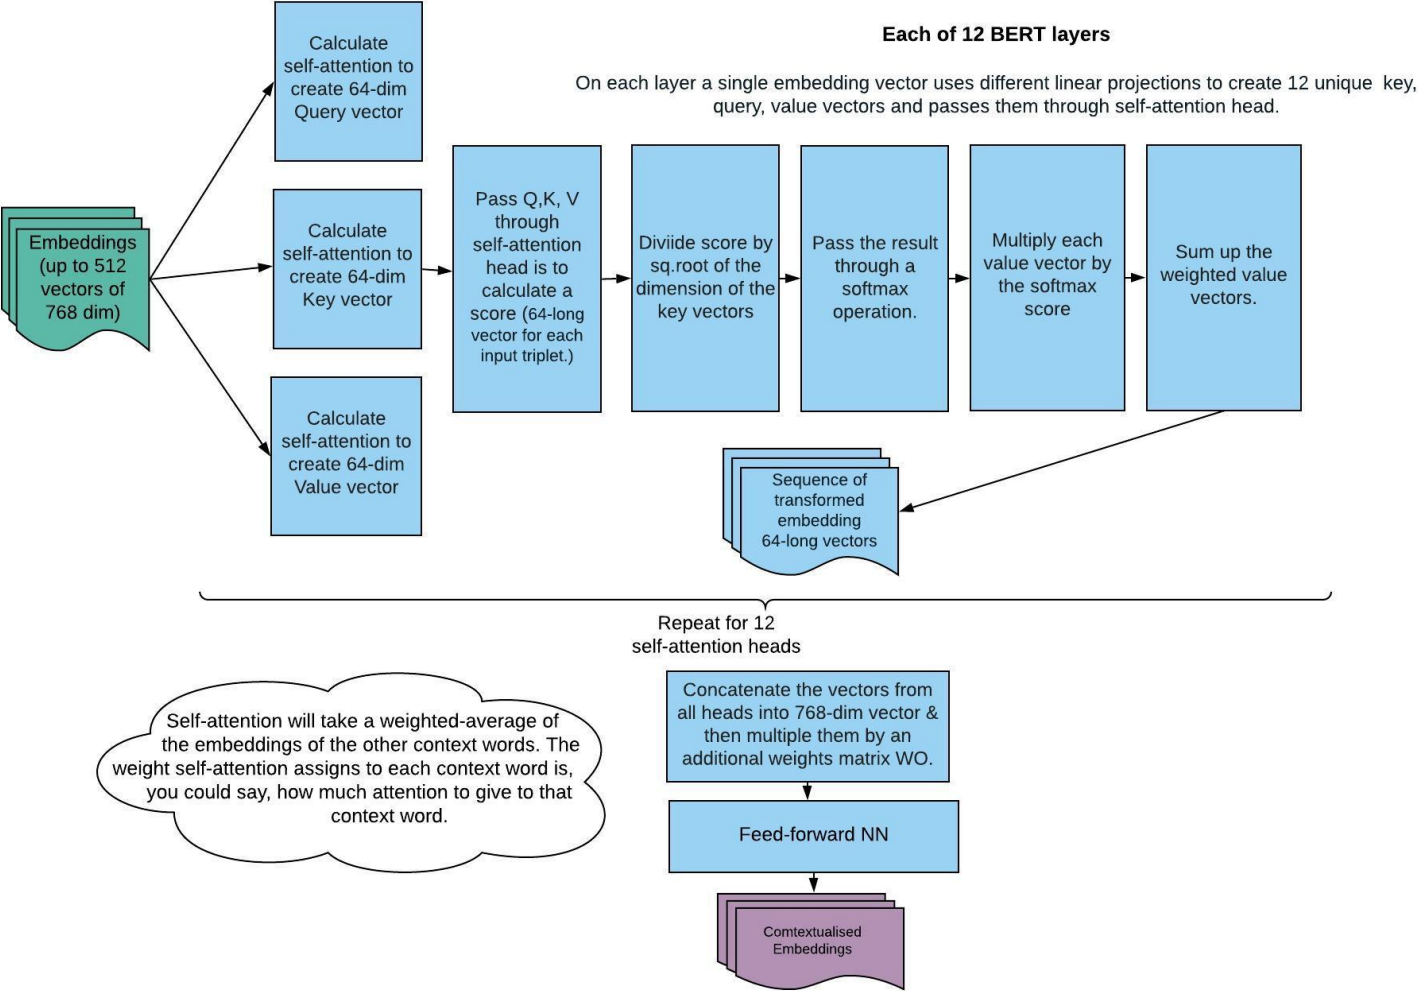 Each of 12 BERT layers
On each layer a single embedding vector uses different linear projections to create 12 unique key,
query, value vectors and passes them through self-attention head.
Embeddings
(up to 512
vectors of
768 dim)
Calculate
self-attention to
create 64-dim
Query vector
Calculate
self-attention to
create 64-dim
Key vector
Calculate
self-attention to
create 64-dim
Value vector
Pass Q,K, V
through
self-attention
head is to
calculate a
score (64-long
vector for each
input triplet.)
Diviide score by
sq.root of the
dimension of the
key vectors
Pass the result
through a
softmax
operation.
Multiply each
value vector by
the softmax
score
Sum up the
weighted value
vectors.
Sequence of
transformed
embedding
64-long vectors
Repeat for 12
self-attention heads
Self-attention will take a weighted-average of
the embeddings of the other context words. The
weight self-attention assigns to each context word is,
you could say, how much attention to give to that
context word.
Concatenate the vectors from
all heads into 768-dim vector &
then multiple them by an
additional weights matrix WO.
Feed-forward NN
Comtextualised
Embeddings